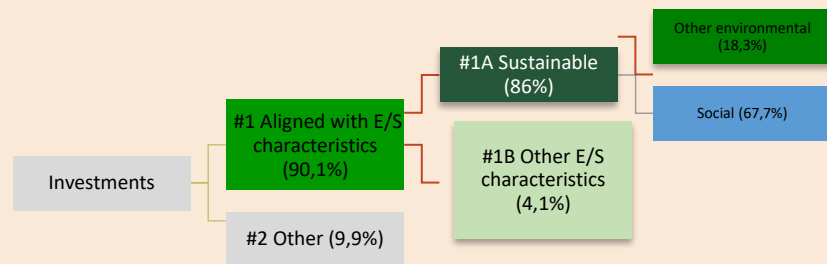 Investments
#1 Aligned with E/S
characteristics
(90,1%)
#2 Other (9,9%)
#1A Sustainable
(86%)
#1B Other E/S
characteristics
(4,1%)
Other environmental
(18,3%)
Social (67,7%)